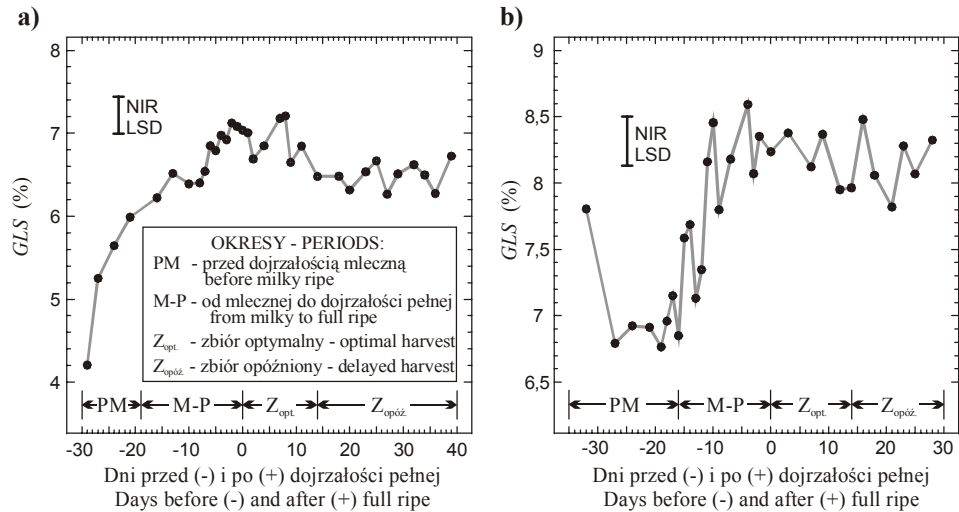 a)
8
7
6
5
4
GLS (%)
NIR
LSD
OKRESY - PERIODS:
PM - przed dojrzałością mleczną
before milky ripe
M-P - od mlecznej do dojrzałości pełnej
from milky to full ripe
Zopt. - zbiór optymalny - optimal harvest
Zopóź. - zbiór opóźniony - delayed harvest
PM M-P Zopt. Zopóź.
-30 -20 -10 0 10 20 30 40
Dni przed (-) i po (+) dojrzałości pełnej
Days before (-) and after (+) full ripe
b)
9
8,5
8
7,5
7
6,5
GLS (%)
NIR
LSD
PM M-P Zopt. Zopóź.
-30 -20 -10 0 10 20 30
Dni przed (-) i po (+) dojrzałości pełnej
Days before (-) and after (+) full ripe